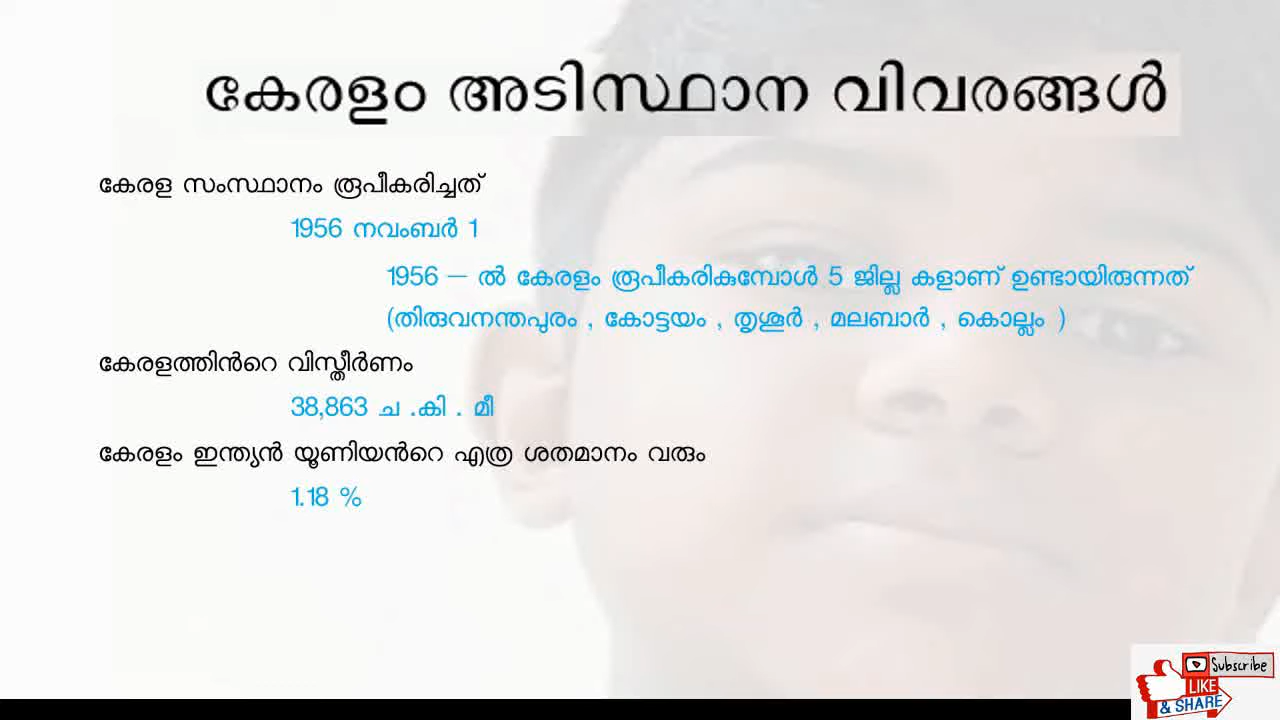 കേരളം അടിസ്ഥാന വിവരങ്ങൾ
കേരള സംസ്ഥാനം രൂപീകരിച്ചത്
1956 നവംബർ 1
1956 – ൽ കേരളം രൂപീകരികുമ്പോൾ 5 ജില്ല കളാണ് ഉണ്ടായിരുന്നത്
(തിരുവനന്തപുരം , കോട്ടയം , തൃശൂർ , മലബാർ , കൊല്ലം )
കേരളത്തിൻറെ വിസ്തീർണം
38,863 ച .കി . മീ
കേരളം ഇന്ത്യൻ യൂണിയൻറെ എത്ര ശതമാനം വരും
1.18 %
Subscribe
LIKE
& SHARE